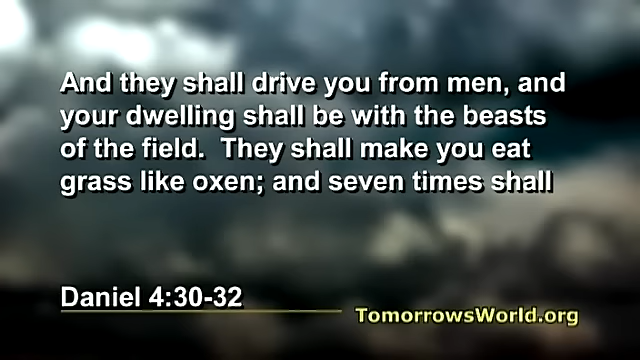 And they shall drive you from men, and
your dwelling shall be with the beasts
of the field.  They shall make you eat
grass like oxen; and seven times shall
Daniel 4:30-32
TomorrowsWorld.org